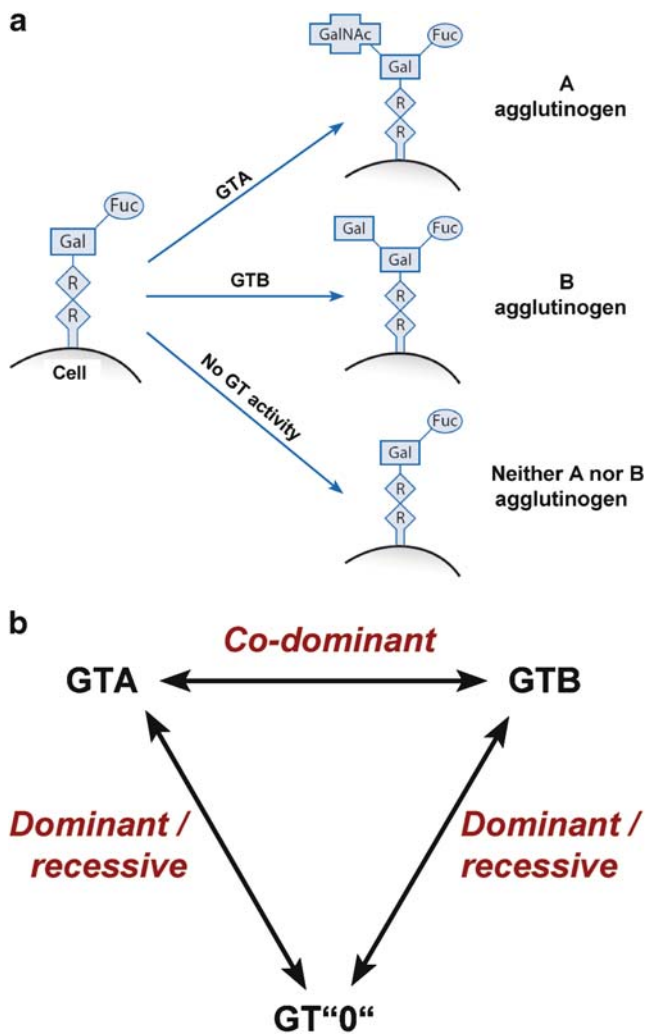 a
GalNAc
Fuc
Gal
R
R
A
agglutinogen
GTA
Fuc
Gal
R
R
Cell
GTB
Gal
Fuc
Gal
R
R
B
agglutinogen
No GT activity
Fuc
Gal
R
R
Neither A nor B
agglutinogen
b
Co-dominant
GTA
GTB
Dominant /
recessive
Dominant /
recessive
GT“0“